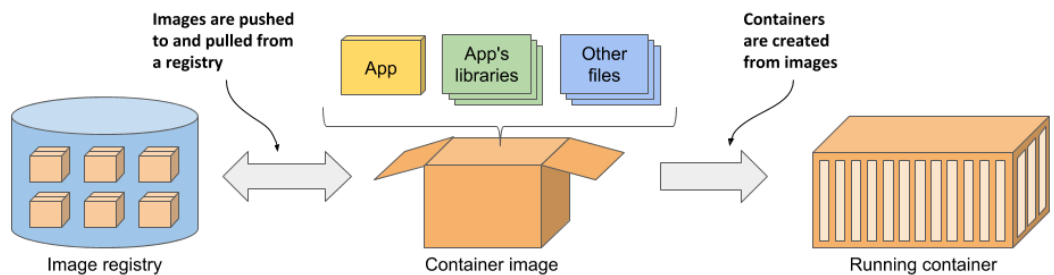 Images are pushed
to and pulled from
a registry
App
App's
libraries
Other
files
Containers
are created
from images
Image registry
Container image
Running container